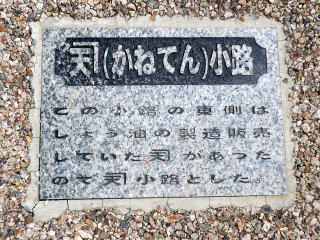 天(かねてん)小路
この小路の東側は
しょう油の製造販売
していた天があった
ので天小路とした。